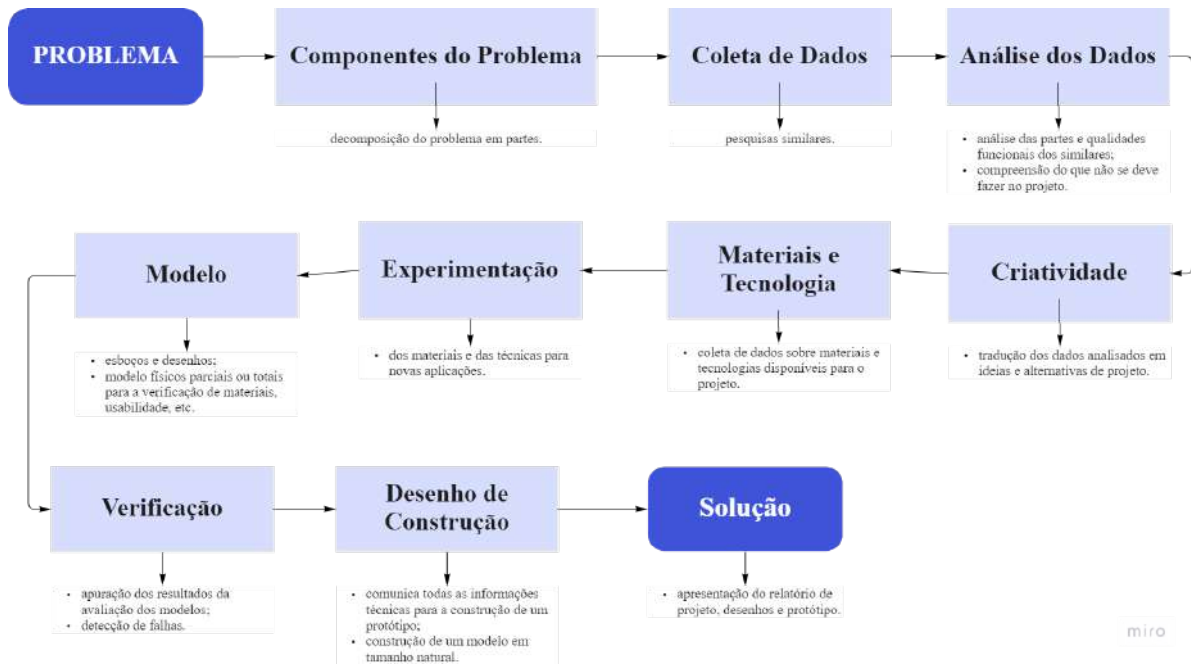 PROBLEMA
Componentes do Problema
decomposição do problema em partes.
Coleta de Dados
pesquisas similares.
Análise dos Dados
• análise das partes e qualidades
funcionais dos similares;
• compreensão do que não se deve
fazer no projeto.
Criatividade
• tradução dos dados analisados em
ideias e alternativas de projeto.
Materiais e
Tecnologia
• coleta de dados sobre materiais e
tecnologias disponíveis para o
projeto.
Experimentação
• dos materiais e das técnicas para
novas aplicações.
Modelo
• esboços e desenhos;
• modelo físicos parciais ou totais
para a verificação de materiais,
usabilidade, etc.
Verificação
• apuração dos resultados da
avaliação dos modelos;
• detecção de falhas.
Desenho de
Construção
• comunica todas as informações
técnicas para a construção de um
protótipo;
• construção de um modelo em
tamanho natural.
Solução
• apresentação do relatório de
projeto, desenhos e protótipo.
miro